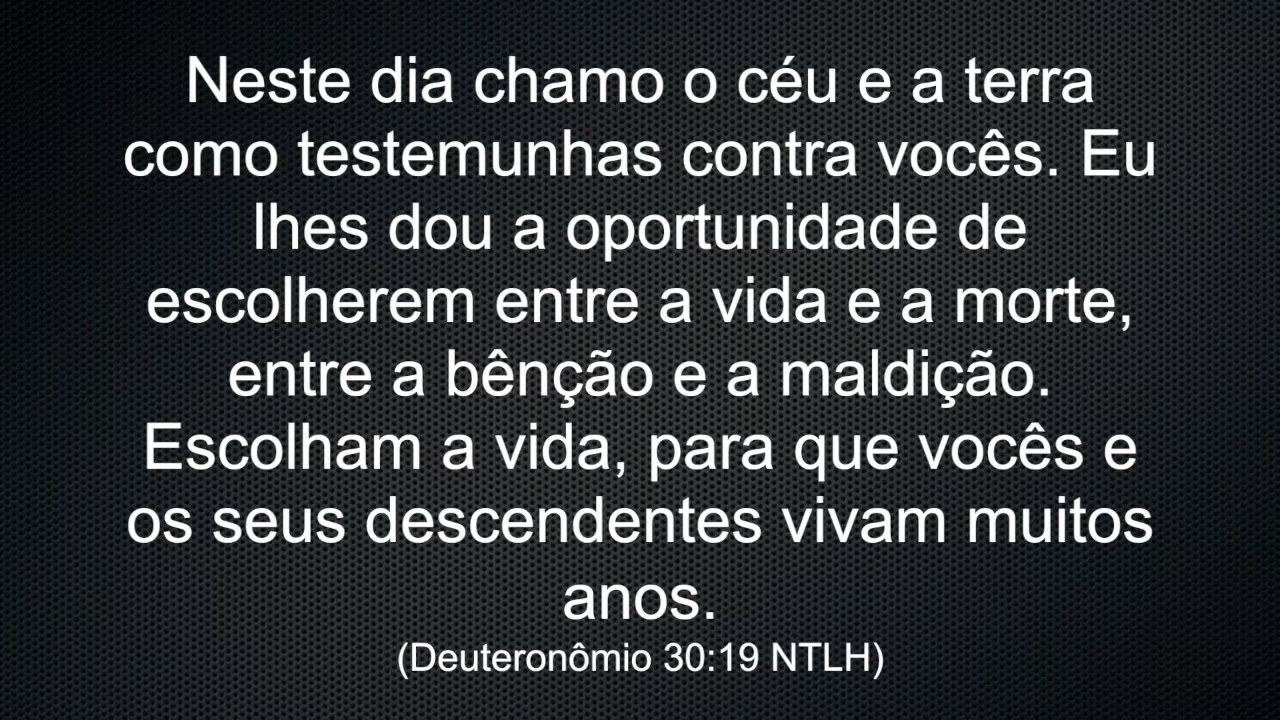 Neste dia chamo o céu e a terra
como testemunhas contra vocês. Eu
lhes dou a oportunidade de
escolherem entre a vida e a morte,
entre a bênção e a maldição.
Escolham a vida, para que vocês e
os seus descendentes vivam muitos
anos.
(Deuteronômio 30:19 NTLH)